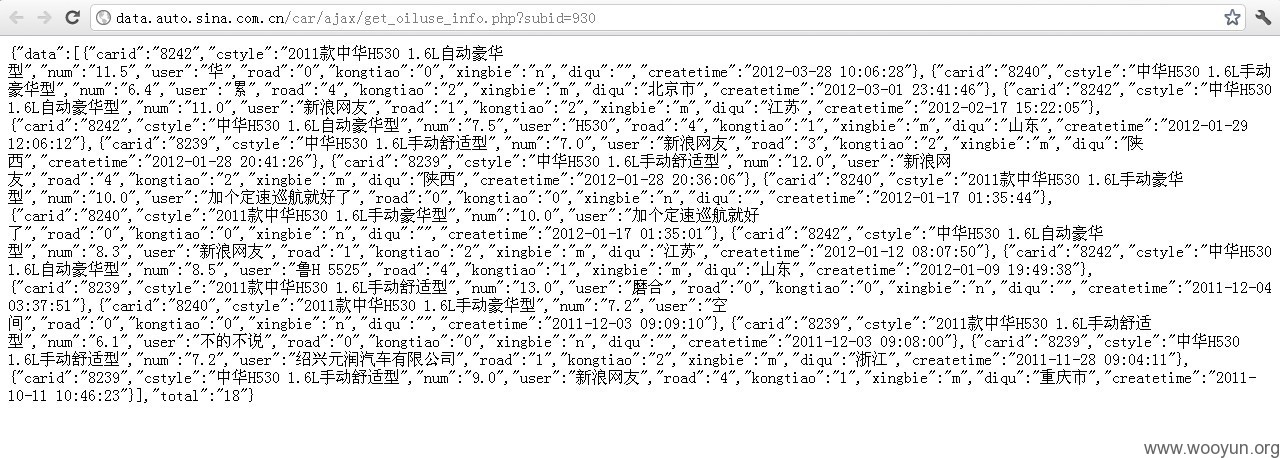 data.auto.sina.com.cn/car/ajax/get_oiluse_info.php?subid=930
{"data":[{"carid":"8242","cstyle":"2011款中华H530 1.6L自动豪华
型","num":"11.5","user":"华","road":"0","kongtiao":"0","xingbie":"n","diqu":"","createtime":"2012-03-28 10:06:28"},{"carid":"8240","cstyle":"中华H530 1.6L手动
豪华型","num":"6.4","user":"累","road":"4","kongtiao":"2","xingbie":"m","diqu":"北京市","createtime":"2012-03-01 23:41:46"},{"carid":"8242","cstyle":"中华H530
1.6L自动豪华型","num":"11.0","user":"新浪网友","road":"1","kongtiao":"2","xingbie":"m","diqu":"江苏","createtime":"2012-02-17 15:22:05"},
{"carid":"8242","cstyle":"中华H530 1.6L自动豪华型","num":"7.5","user":"H530","road":"4","kongtiao":"1","xingbie":"m","diqu":"山东","createtime":"2012-01-29
12:06:12"},{"carid":"8239","cstyle":"中华H530 1.6L手动舒适型","num":"7.0","user":"新浪网友","road":"3","kongtiao":"2","xingbie":"m","diqu":"陕
西","createtime":"2012-01-28 20:41:26"},{"carid":"8239","cstyle":"中华H530 1.6L手动舒适型","num":"12.0","user":"新浪网
友","road":"4","kongtiao":"2","xingbie":"m","diqu":"陕西","createtime":"2012-01-28 20:36:06"},{"carid":"8240","cstyle":"2011款中华H530 1.6L手动豪华
型","num":"10.0","user":"加个定速巡航就好了","road":"0","kongtiao":"0","xingbie":"n","diqu":"","createtime":"2012-01-17 01:35:44"},
{"carid":"8240","cstyle":"2011款中华H530 1.6L手动豪华型","num":"10.0","user":"加个定速巡航就好
了","road":"0","kongtiao":"0","xingbie":"n","diqu":"","createtime":"2012-01-17 01:35:01"},{"carid":"8242","cstyle":"中华H530 1.6L自动豪华
型","num":"8.3","user":"新浪网友","road":"1","kongtiao":"2","xingbie":"m","diqu":"江苏","createtime":"2012-01-12 08:07:50"},{"carid":"8242","cstyle":"中华H530
1.6L自动豪华型","num":"8.5","user":"鲁H 5525","road":"4","kongtiao":"1","xingbie":"m","diqu":"山东","createtime":"2012-01-09 19:49:38"},
{"carid":"8239","cstyle":"2011款中华H530 1.6L手动舒适型","num":"13.0","user":"磨合","road":"0","kongtiao":"0","xingbie":"n","diqu":"","createtime":"2011-12-04
03:37:51"},{"carid":"8240","cstyle":"2011款中华H530 1.6L手动豪华型","num":"7.2","user":"空
间","road":"0","kongtiao":"0","xingbie":"n","diqu":"","createtime":"2011-12-03 09:09:10"},{"carid":"8239","cstyle":"2011款中华H530 1.6L手动舒适
型","num":"6.1","user":"不的不说","road":"0","kongtiao":"0","xingbie":"n","diqu":"","createtime":"2011-12-03 09:08:00"},{"carid":"8239","cstyle":"中华H530
1.6L手动舒适型","num":"7.2","user":"绍兴元润汽车有限公司","road":"1","kongtiao":"2","xingbie":"m","diqu":"浙江","createtime":"2011-11-28 09:04:11"},
{"carid":"8239","cstyle":"中华H530 1.6L手动舒适型","num":"9.0","user":"新浪网友","road":"4","kongtiao":"1","xingbie":"m","diqu":"重庆市","createtime":"2011-
10-11 10:46:23"}],"total":"18"}
www.wooyun.org